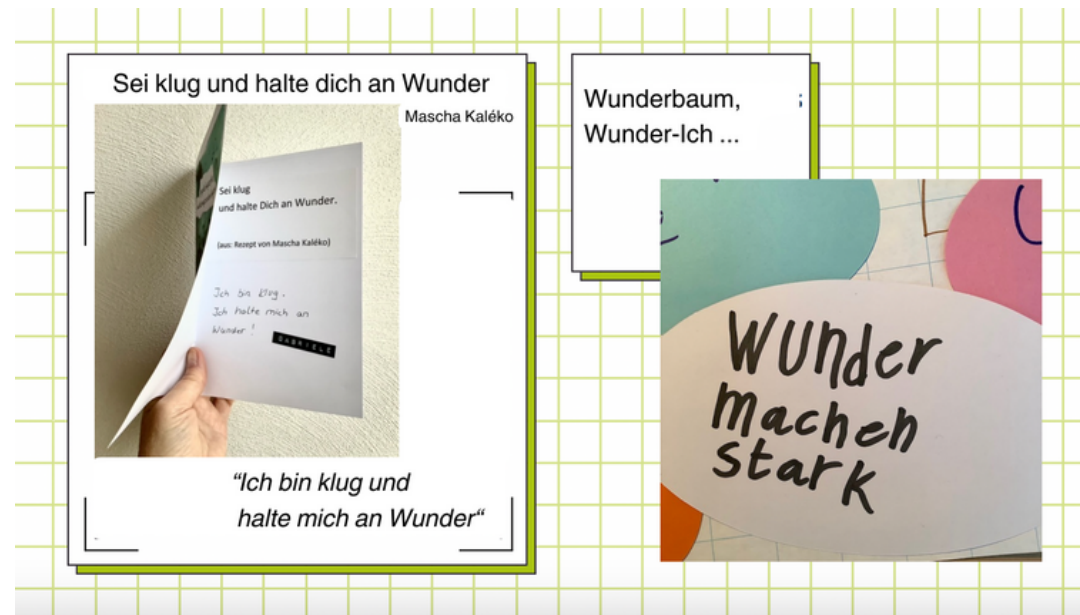 Sei klug und halte dich an Wunder
Mascha Kaléko
Sei klug
und halte Dich an Wunder.
(aus: Rezept von Mascha Kaléko)
Ich bin klug.
Ich halte mich an
Wunder!
GABRIELE
“Ich bin klug und
halte mich an Wunder“
Wunderbaum,
Wunder-Ich ...
Wunder
machen
stark